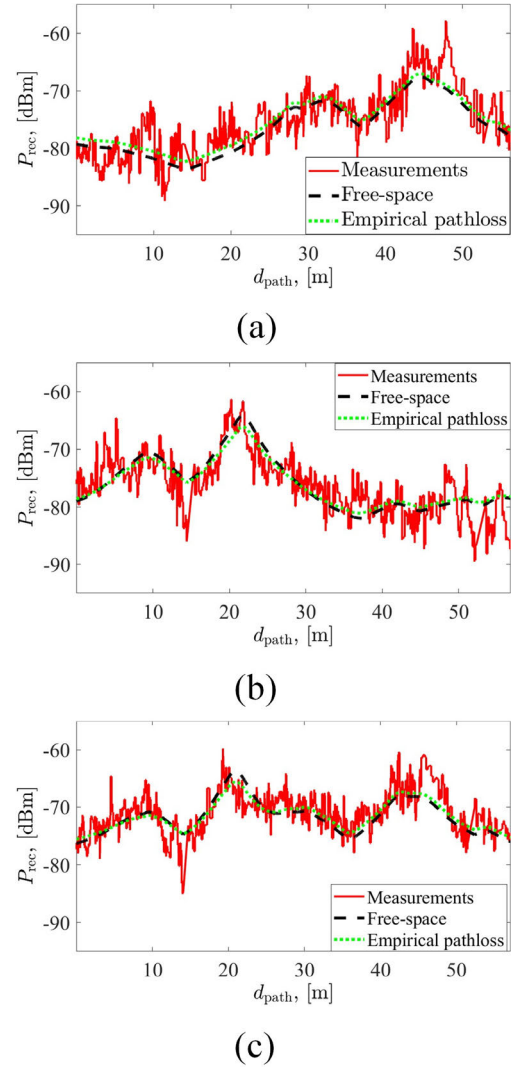 -60
-70
-80
-90
P_rec, [dBm]
Measurements
Free-space
Empirical pathloss
10 20 30 40 50
d_path, [m]
(a)
-60
-70
-80
-90
P_rec, [dBm]
Measurements
Free-space
Empirical pathloss
10 20 30 40 50
d_path, [m]
(b)
-60
-70
-80
-90
P_rec, [dBm]
Measurements
Free-space
Empirical pathloss
10 20 30 40 50
d_path, [m]
(c)